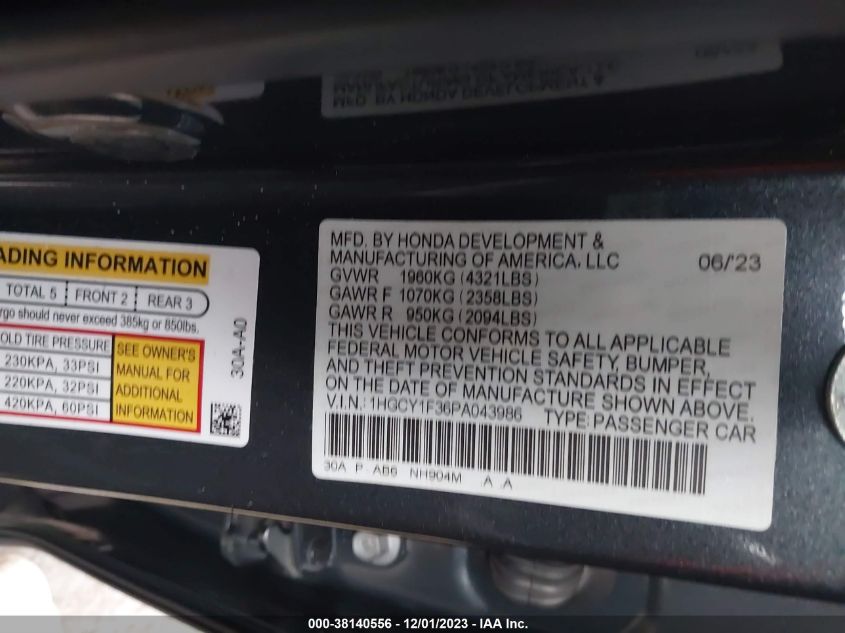 ADING INFORMATION
TOTAL 5 FRONT 2 REAR 3
rgo should never exceed 385kg or 850lbs.
OLD TIRE PRESSURE
230KPA, 33PSI
220KPA, 32PSI
420KPA, 60PSI
SEE OWNER'S
MANUAL FOR
ADDITIONAL
INFORMATION
30A-A0
MFD. BY HONDA DEVELOPMENT &
MANUFACTURING OF AMERICA, LLC 06/'23
GVWR 1960KG (4321LBS)
GAWR F 1070KG (2358LBS)
GAWR R 950KG (2094LBS)
THIS VEHICLE CONFORMS TO ALL APPLICABLE
FEDERAL MOTOR VEHICLE SAFETY, BUMPER,
AND THEFT PREVENTION STANDARDS IN EFFECT
ON THE DATE OF MANUFACTURE SHOWN ABOVE.
V.I.N.: 1HGCY1F36PA043986 TYPE: PASSENGER CAR
30A P AB6 NH904M A A
000-38140556 - 12/01/2023 - IAA Inc.